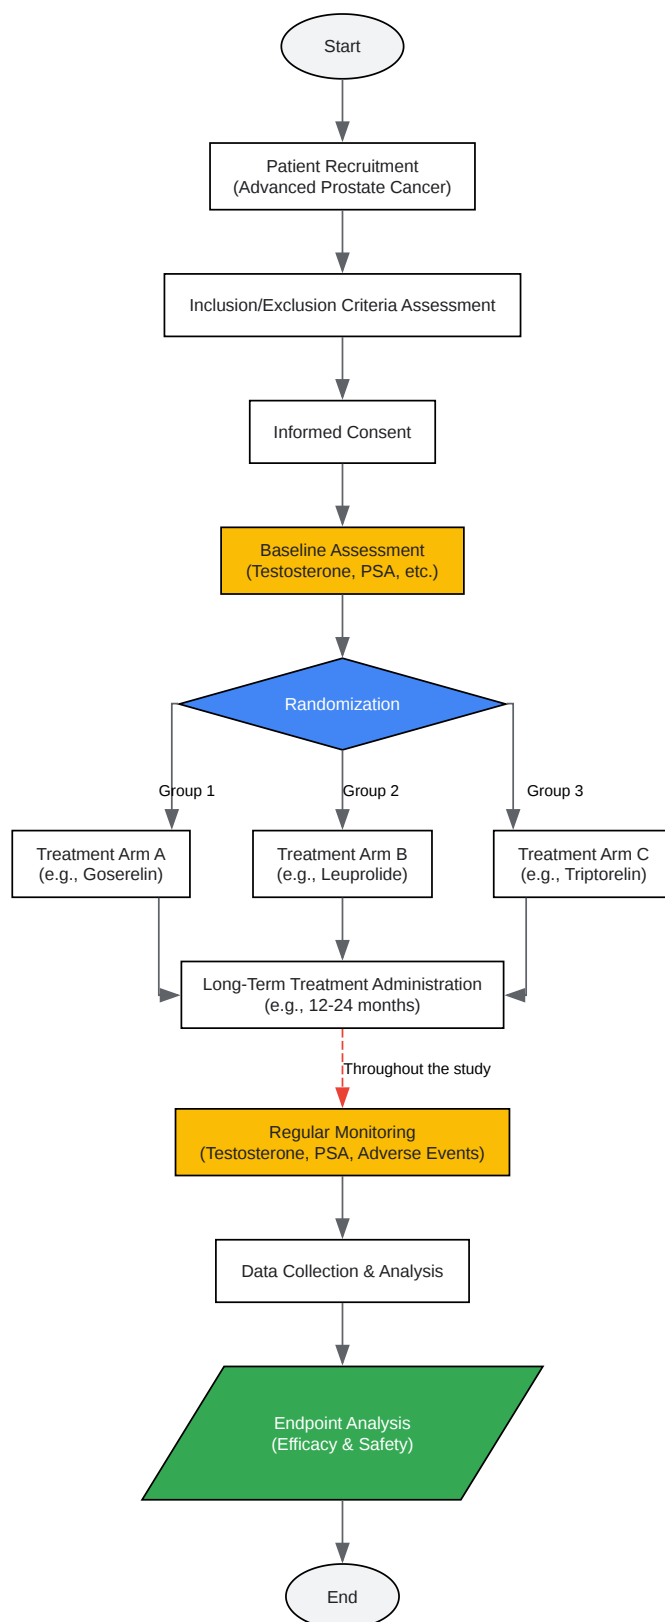 Start
Patient Recruitment
(Advanced Prostate Cancer)
Inclusion/Exclusion Criteria Assessment
Informed Consent
Baseline Assessment
(Testosterone, PSA, etc.)
Randomization
Group 1
Group 2
Group 3
Treatment Arm A
(e.g., Goserelin)
Treatment Arm B
(e.g., Leuprolide)
Treatment Arm C
(e.g., Triptorelin)
Long-Term Treatment Administration
(e.g., 12-24 months)
Throughout the study
Regular Monitoring
(Testosterone, PSA, Adverse Events)
Data Collection & Analysis
Endpoint Analysis
(Efficacy & Safety)
End